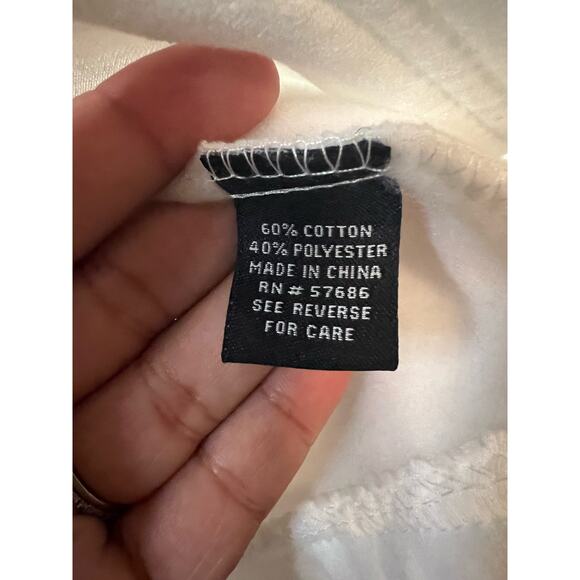 60% COTTON
40% POLYESTER
MADE IN CHINA
RN # 57686
SEE REVERSE
FOR CARE